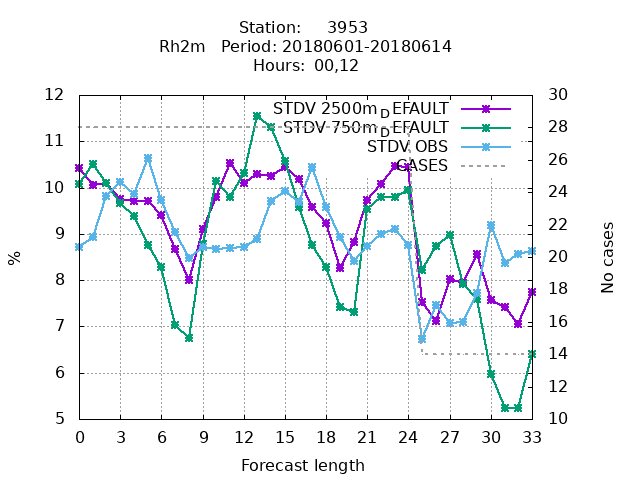 Station:     3953
Rh2m   Period: 20180601-20180614
Hours:  00,12
12 30
STDV 2500m_DEFAULT
11 28
STDV 750m_DEFAULT
STDV OBS
26
CASES
10 24
9 22
% No cases
20
8 18
7 16
6 14
12
5 10
0 3 6 9 12 15 18 21 24 27 30 33
Forecast length